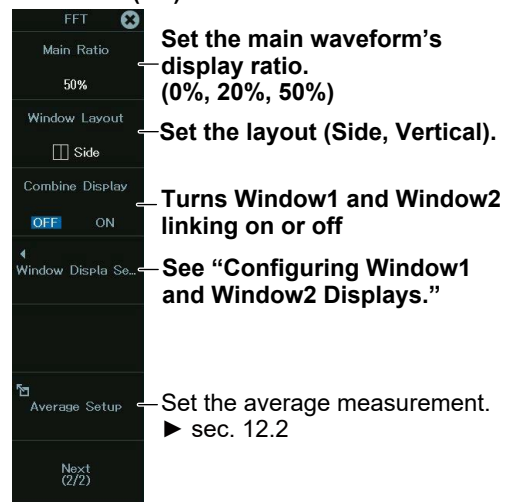 FFT
Main Ratio
50%
Set the main waveform's
display ratio.
(0%, 20%, 50%)
Window Layout
Side
Set the layout (Side, Vertical).
Combine Display
OFF ON
Turns Window1 and Window2
linking on or off
Window Displa Se...
See “Configuring Window1
and Window2 Displays.”
Average Setup
Set the average measurement.
► sec. 12.2
Next
(2/2)